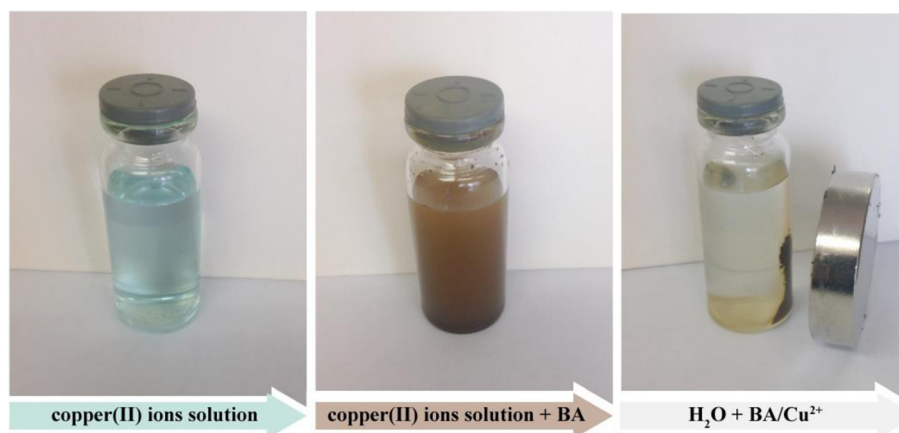 copper(II) ions solution
copper(II) ions solution + BA
H₂O + BA/Cu²⁺